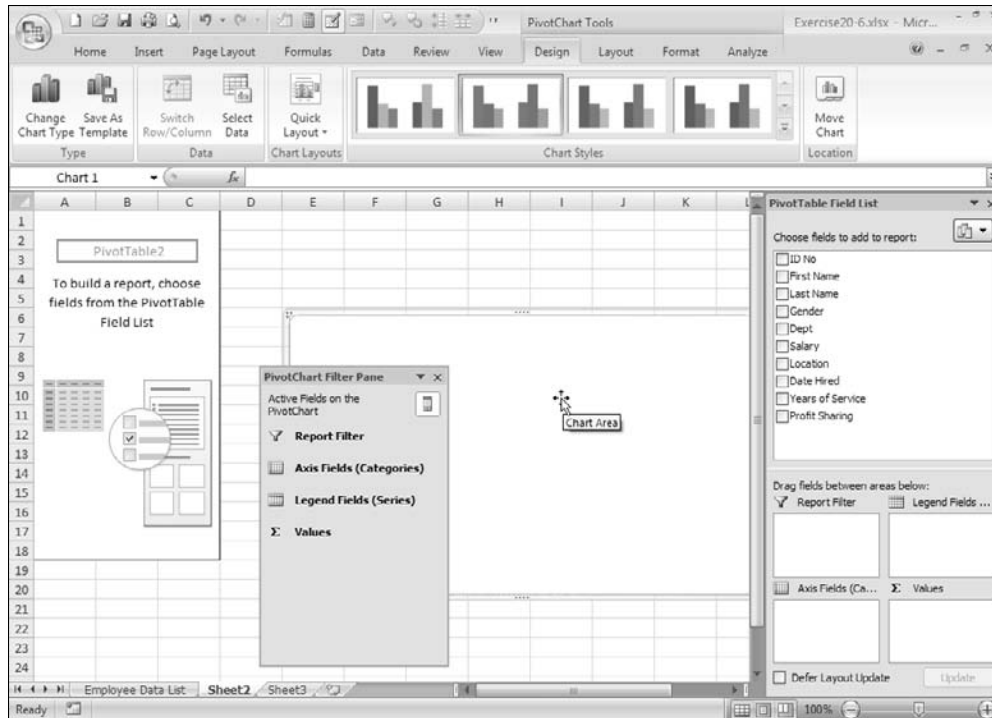 PivotChart Tools
Exercise20-6.xlsx - Micr...
Home Insert Page Layout Formulas Data Review View Design Layout Format Analyze
Change Chart Type
Save As Template
Switch Row/Column
Select Data
Quick Layout
Move Chart
Type
Data
Chart Layouts
Chart Styles
Location
Chart 1
fx
A B C D E F G H I J K L
1
2
3
4
5
6
7
8
9
10
11
12
13
14
15
16
17
18
19
20
21
22
23
24
PivotTable2
To build a report, choose
fields from the PivotTable
Field List
PivotChart Filter Pane
Active Fields on the
PivotChart
Report Filter
Axis Fields (Categories)
Legend Fields (Series)
Σ Values
Chart Area
PivotTable Field List
Choose fields to add to report:
ID No
First Name
Last Name
Gender
Dept
Salary
Location
Date Hired
Years of Service
Profit Sharing
Drag fields between areas below:
Report Filter
Legend Fields ...
Axis Fields (Ca...
Σ Values
Defer Layout Update
Update
Employee Data List Sheet2 Sheet3
Ready
100%